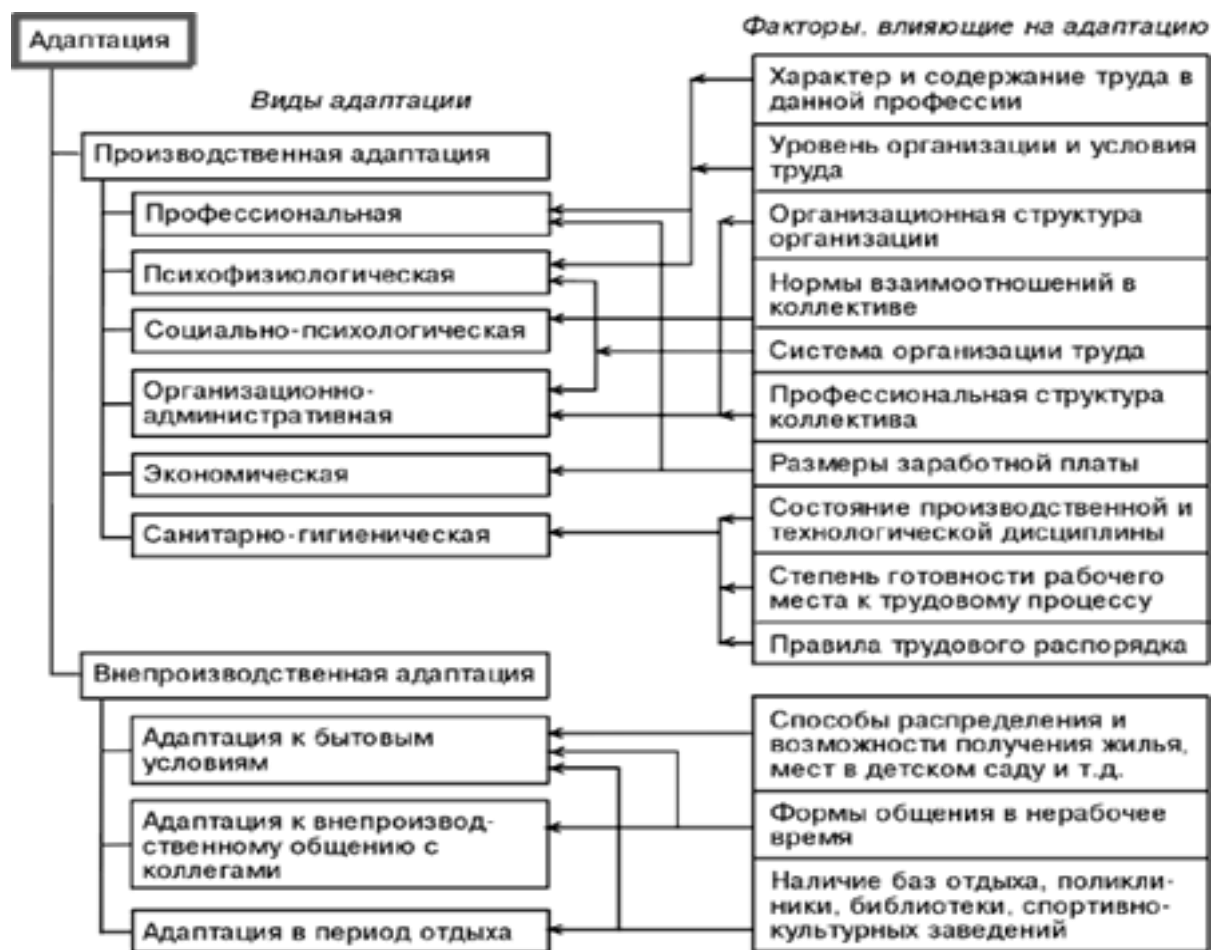 Адаптация
Факторы, влияющие на адаптацию
Виды адаптации
Производственная адаптация
Профессиональная
Психофизиологическая
Социально-психологическая
Организационно-
административная
Экономическая
Санитарно-гигиеническая
Внепроизводственная адаптация
Адаптация к бытовым
условиям
Адаптация к внепроизвод-
ственному общению с
коллегами
Адаптация в период отдыха
Характер и содержание труда в
данной профессии
Уровень организации и условия
труда
Организационная структура
организации
Нормы взаимоотношений в
коллективе
Система организации труда
Профессиональная структура
коллектива
Размеры заработной платы
Состояние производственной и
технологической дисциплины
Степень готовности рабочего
места к трудовому процессу
Правила трудового распорядка
Способы распределения и
возможности получения жилья,
мест в детском саду и т.д.
Формы общения в нерабочее
время
Наличие баз отдыха, поликли-
ники, библиотеки, спортивно-
культурных заведений